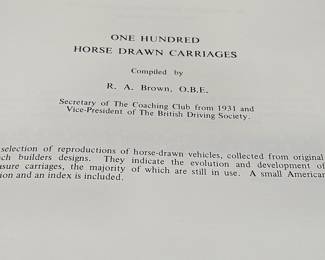 ONE HUNDRED
HORSE DRAWN CARRIAGES
Compiled by
R. A. Brown, O.B.E.
Secretary of The Coaching Club from 1931 and
Vice-President of The British Driving Society.
selection of reproductions of horse-drawn vehicles, collected from original
builders designs. They indicate the evolution and development of
carriages, the majority of which are still in use. A small American
and an index is included.